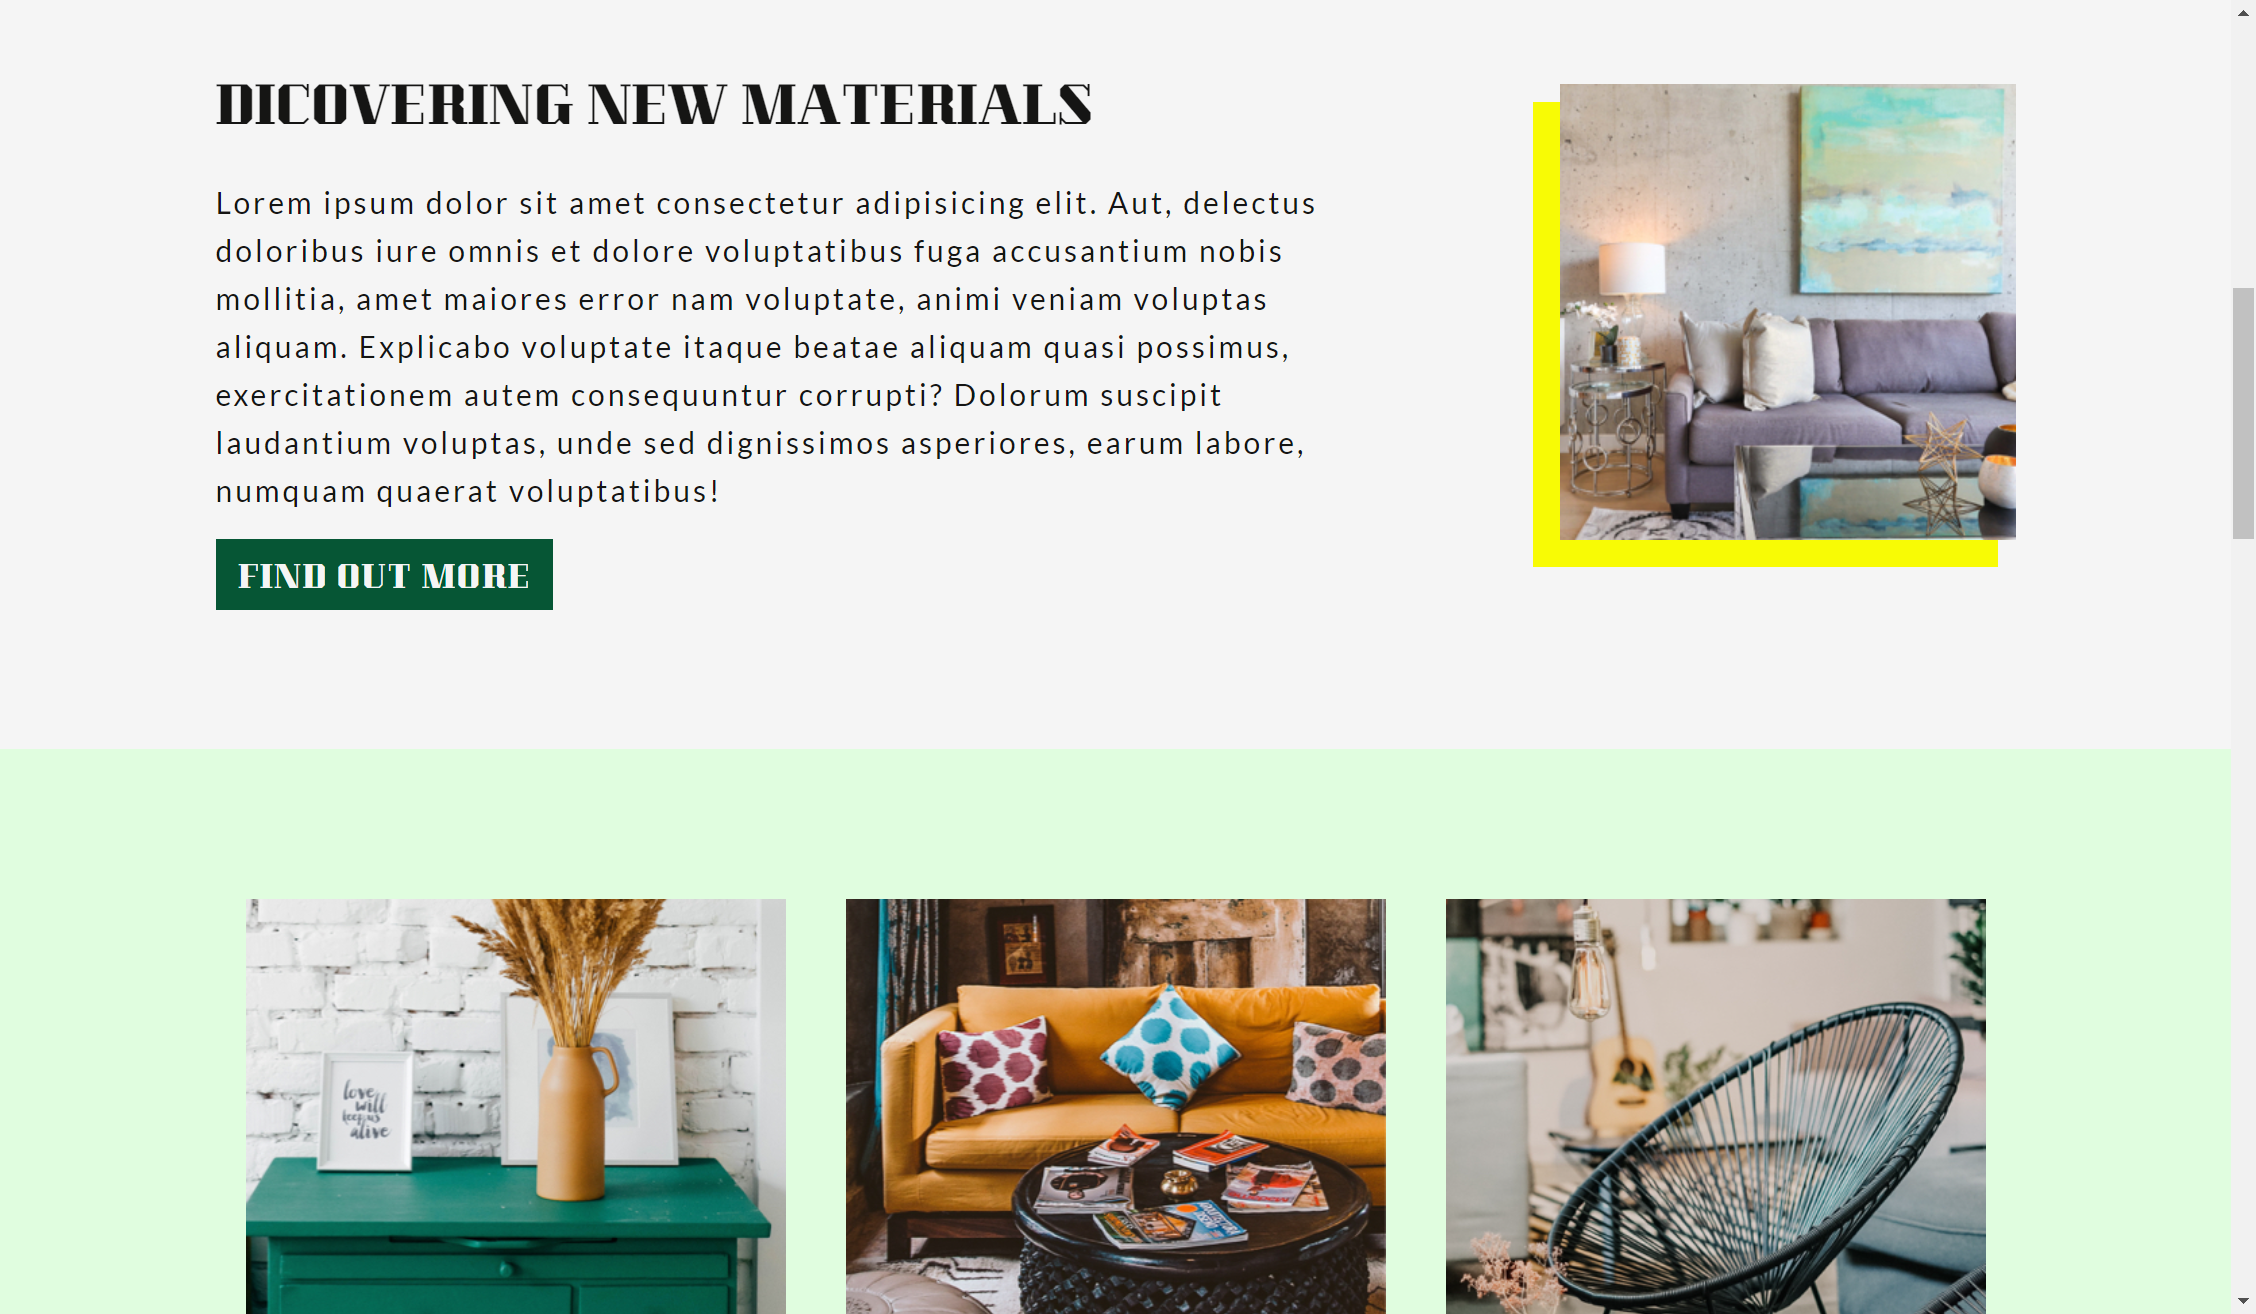 DICOVERING NEW MATERIALS
Lorem ipsum dolor sit amet consectetur adipisicing elit. Aut, delectus
doloribus iure omnis et dolore voluptatibus fuga accusantium nobis
mollitia, amet maiores error nam voluptate, animi veniam voluptas
aliquam. Explicabo voluptate itaque beatae aliquam quasi possimus,
exercitationem autem consequuntur corrupti? Dolorum suscipit
laudantium voluptas, unde sed dignissimos asperiores, earum labore,
numquam quaerat voluptatibus!
FIND OUT MORE
love
will
keep us
alive